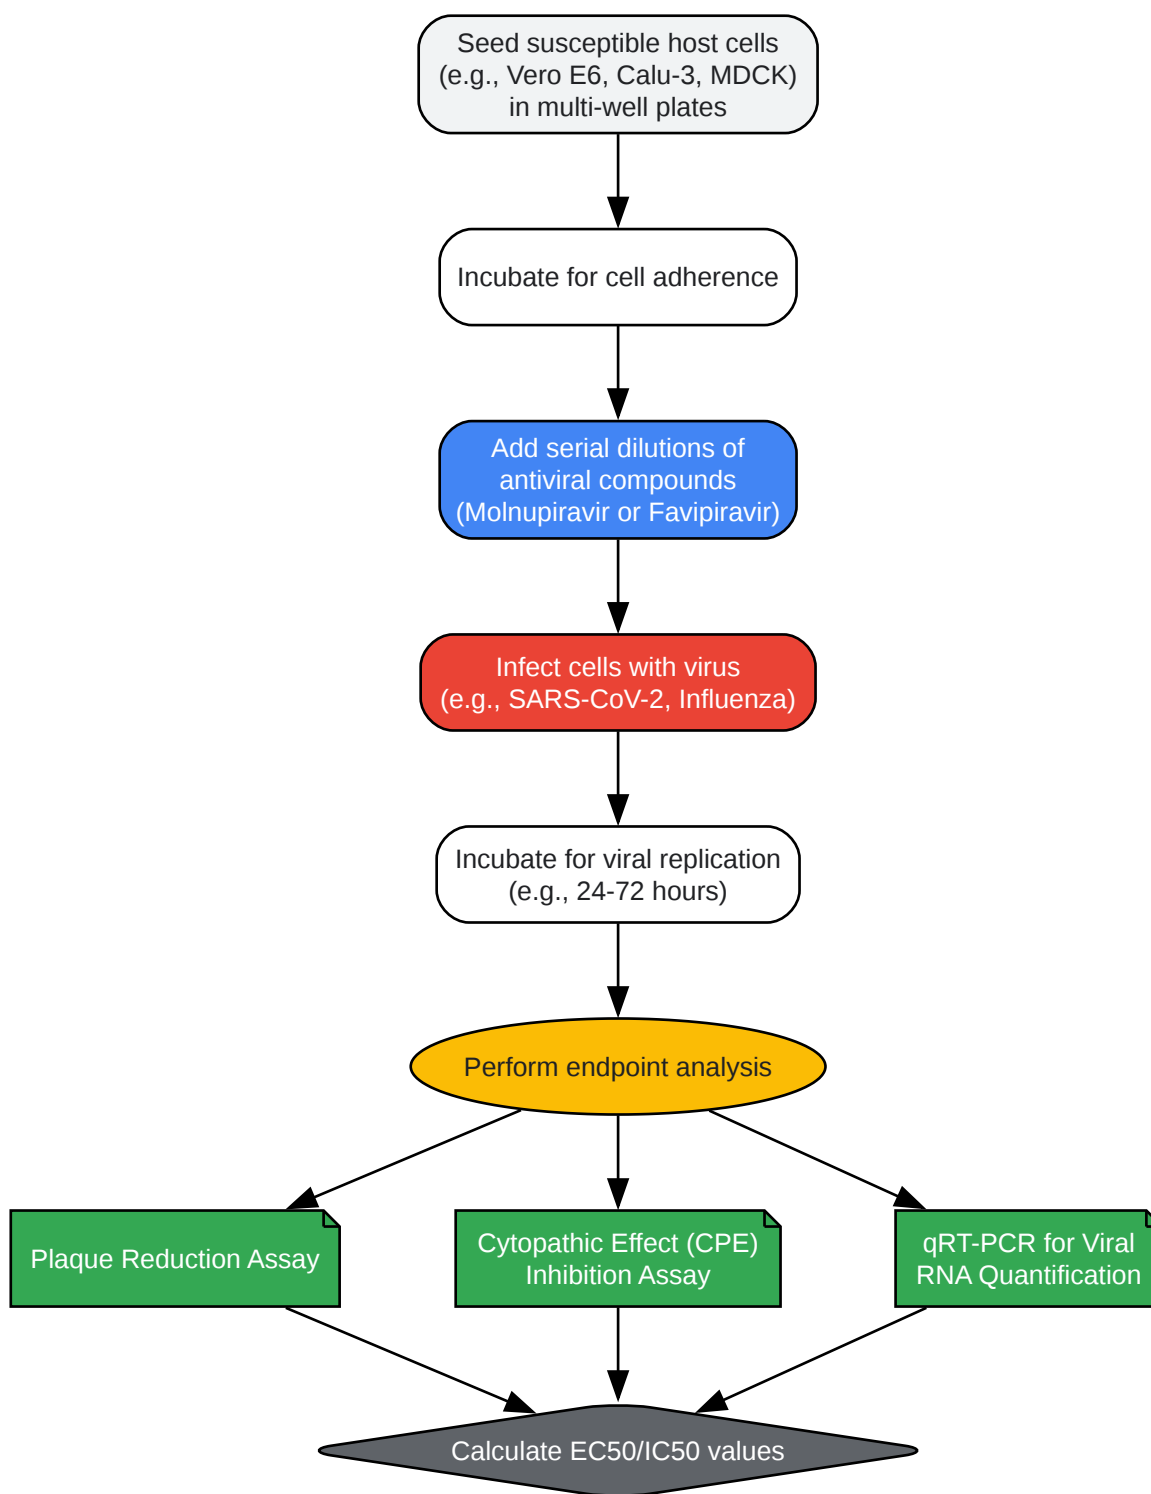 Seed susceptible host cells
(e.g., Vero E6, Calu-3, MDCK)
in multi-well plates
Incubate for cell adherence
Add serial dilutions of
antiviral compounds
(Molnupiravir or Favipiravir)
Infect cells with virus
(e.g., SARS-CoV-2, Influenza)
Incubate for viral replication
(e.g., 24-72 hours)
Perform endpoint analysis
Plaque Reduction Assay
Cytopathic Effect (CPE)
Inhibition Assay
qRT-PCR for Viral
RNA Quantification
Calculate EC50/IC50 values